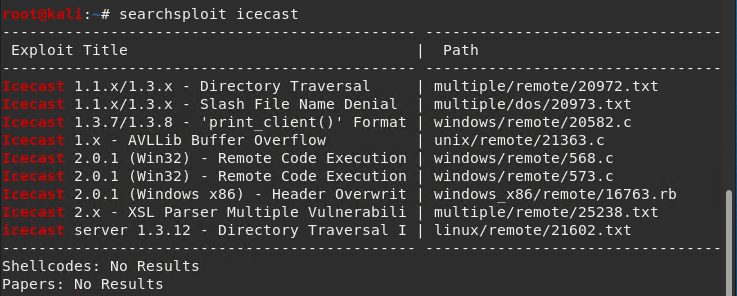 root@kali:~# searchsploit icecast
--------------------------------------------- ---------------------------------
 Exploit Title                              |  Path
--------------------------------------------- ---------------------------------
Icecast 1.1.x/1.3.x - Directory Traversal     | multiple/remote/20972.txt
Icecast 1.1.x/1.3.x - Slash File Name Denial  | multiple/dos/20973.txt
Icecast 1.3.7/1.3.8 - 'print_client()' Format | windows/remote/20582.c
Icecast 1.x - AVLLib Buffer Overflow          | unix/remote/21363.c
Icecast 2.0.1 (Win32) - Remote Code Execution | windows/remote/568.c
Icecast 2.0.1 (Win32) - Remote Code Execution | windows/remote/573.c
Icecast 2.0.1 (Windows x86) - Header Overwrit | windows_x86/remote/16763.rb
Icecast 2.x - XSL Parser Multiple Vulnerabili | multiple/remote/25238.txt
icecast server 1.3.12 - Directory Traversal I | linux/remote/21602.txt
--------------------------------------------- ---------------------------------
Shellcodes: No Results
Papers: No Results